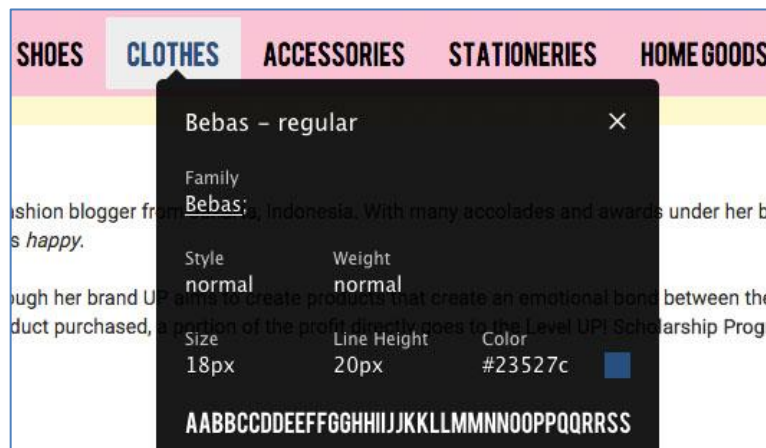 SHOES CLOTHES ACCESSORIES STATIONERIES HOME GOODS
Bebas – regular
Family
ashion blogger from Indonesia. With many accolades and awards under her b
Bebas;
s happy.
Style Weight
normal normal
ough her brand UP aims to create products that create an emotional bond between the
duct purchased, a portion of the profit directly goes to the Level UP! Scholarship Prog
Size Line Height Color
18px 20px #23527c
AABBCCDDEEFFGGHHIIJJKKLLMMNNOOPPQQRRSS